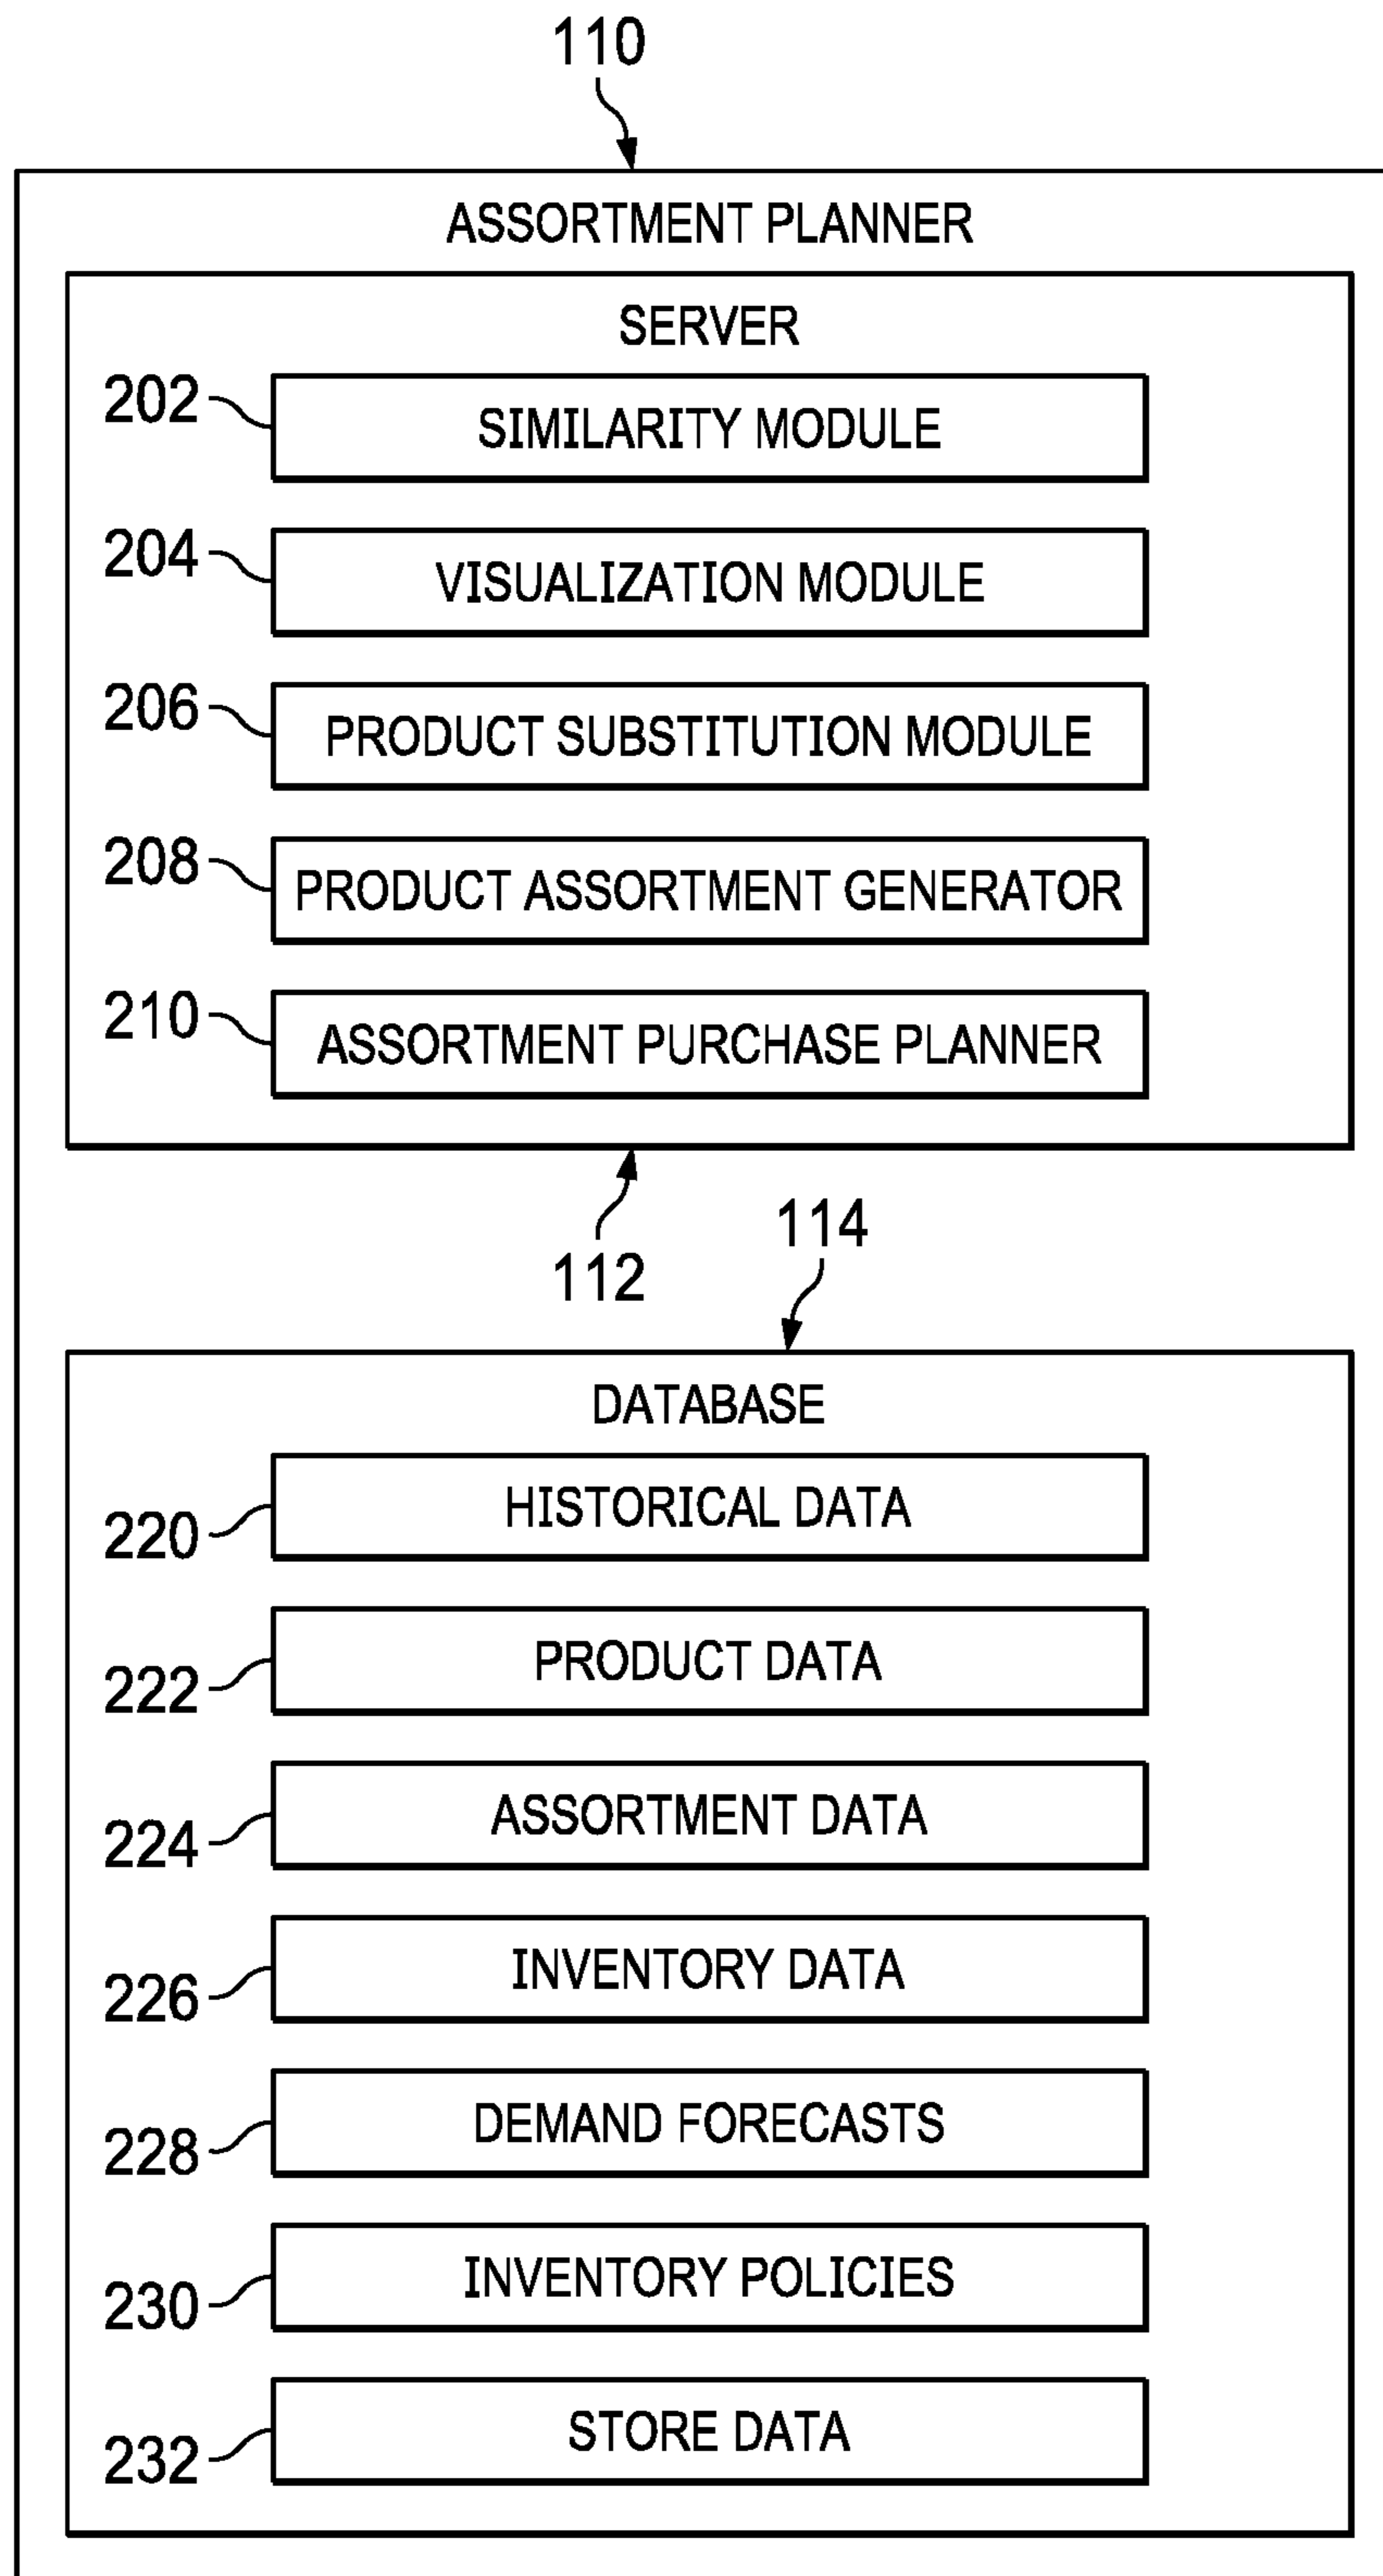 110
ASSORTMENT PLANNER
SERVER
202
SIMILARITY MODULE
204
VISUALIZATION MODULE
206
PRODUCT SUBSTITUTION MODULE
208
PRODUCT ASSORTMENT GENERATOR
210
ASSORTMENT PURCHASE PLANNER
112
114
DATABASE
220
HISTORICAL DATA
222
PRODUCT DATA
224
ASSORTMENT DATA
226
INVENTORY DATA
228
DEMAND FORECASTS
230
INVENTORY POLICIES
232
STORE DATA